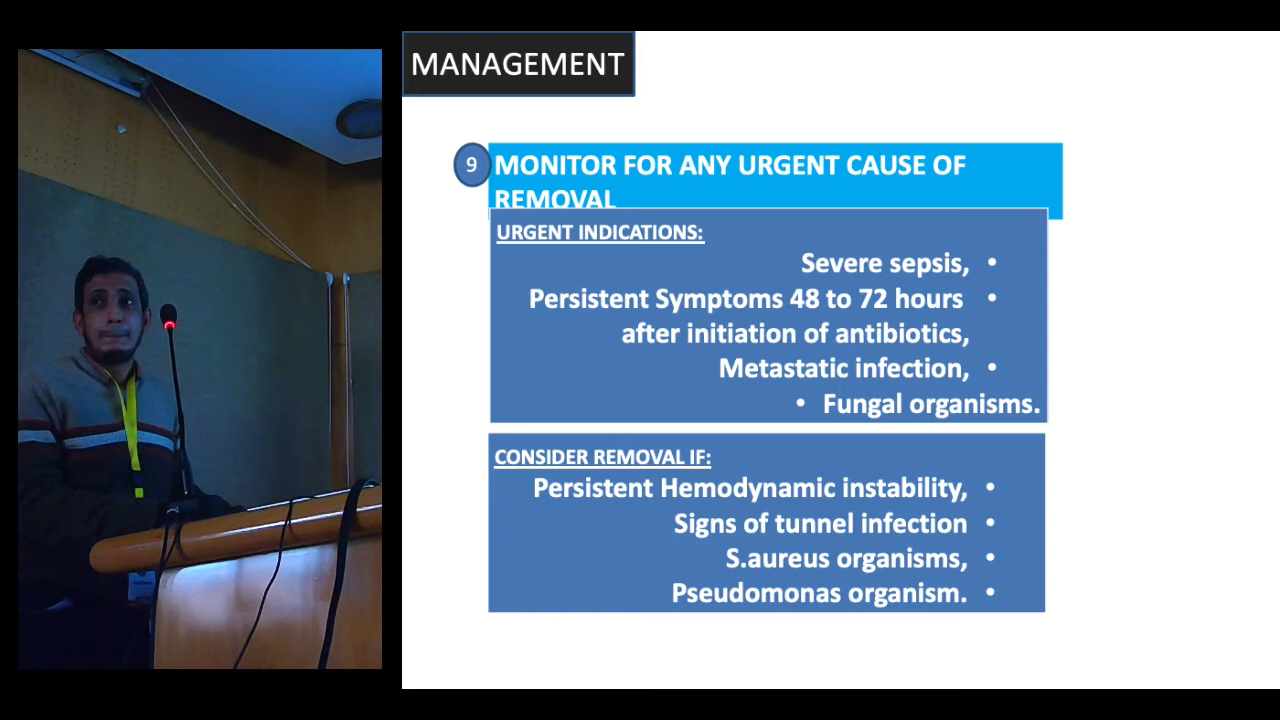 MANAGEMENT
9
MONITOR FOR ANY URGENT CAUSE OF
REMOVAL
URGENT INDICATIONS:
Severe sepsis, •
Persistent Symptoms 48 to 72 hours •
after initiation of antibiotics,
Metastatic infection, •
• Fungal organisms.
CONSIDER REMOVAL IF:
Persistent Hemodynamic instability, •
Signs of tunnel infection •
S.aureus organisms, •
Pseudomonas organism. •